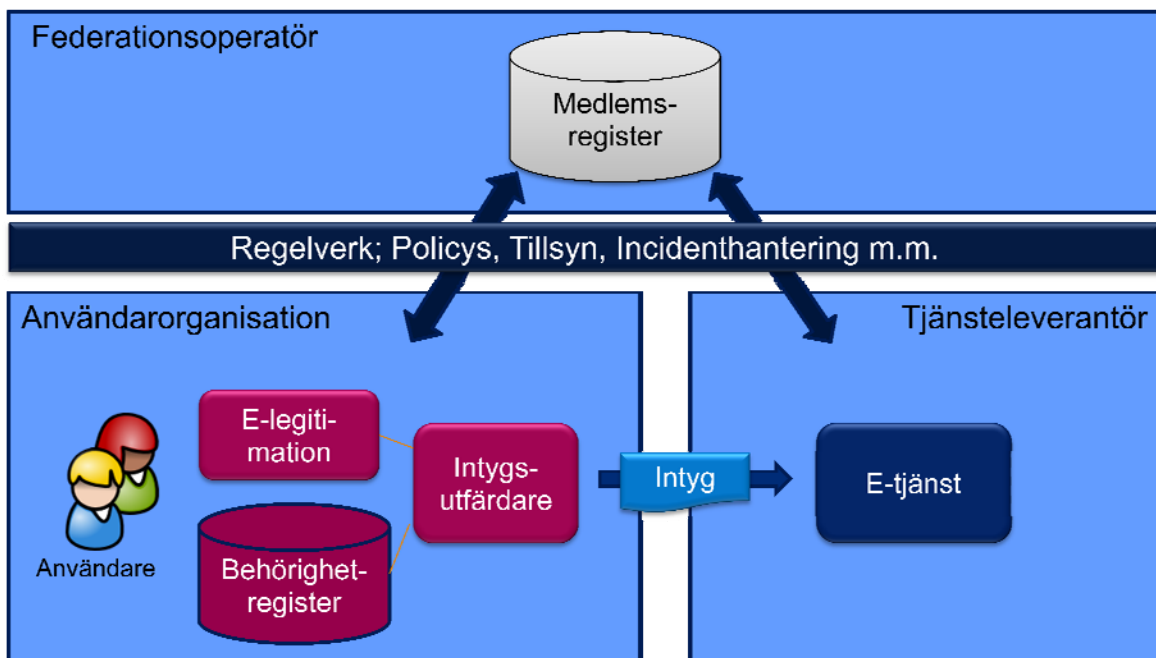 Federationsoperatör
Medlems-
register
Regelverk; Policys, Tillsyn, Incidenthantering m.m.
Användarorganisation
Tjänsteleverantör
E-legiti-
mation
Intygs-
utfärdare
Intyg
E-tjänst
Användare
Behörighet-
register